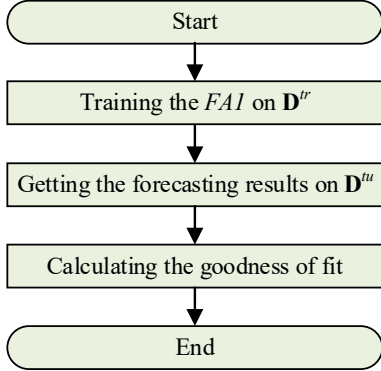 Start
Training the FA1 on D^tr
Getting the forecasting results on D^tu
Calculating the goodness of fit
End